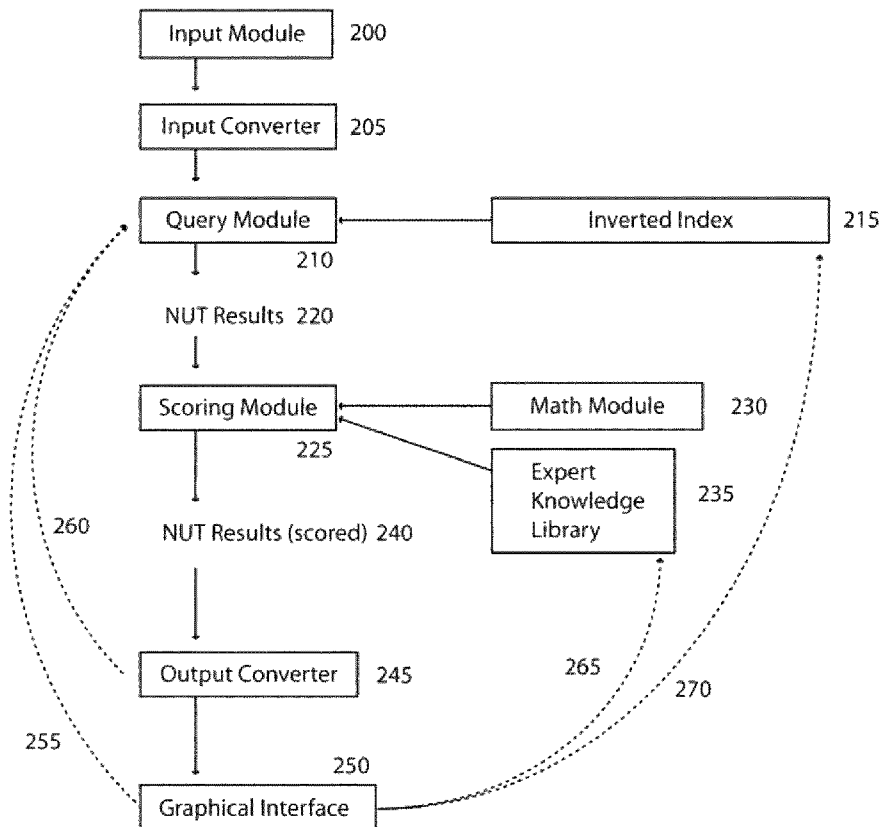 Input Module 200
Input Converter 205
Query Module Inverted Index 215
210
NUT Results 220
Scoring Module Math Module 230
225
Expert
Knowledge
Library
235
260
NUT Results (scored) 240
265
Output Converter 245
270
255
250
Graphical Interface